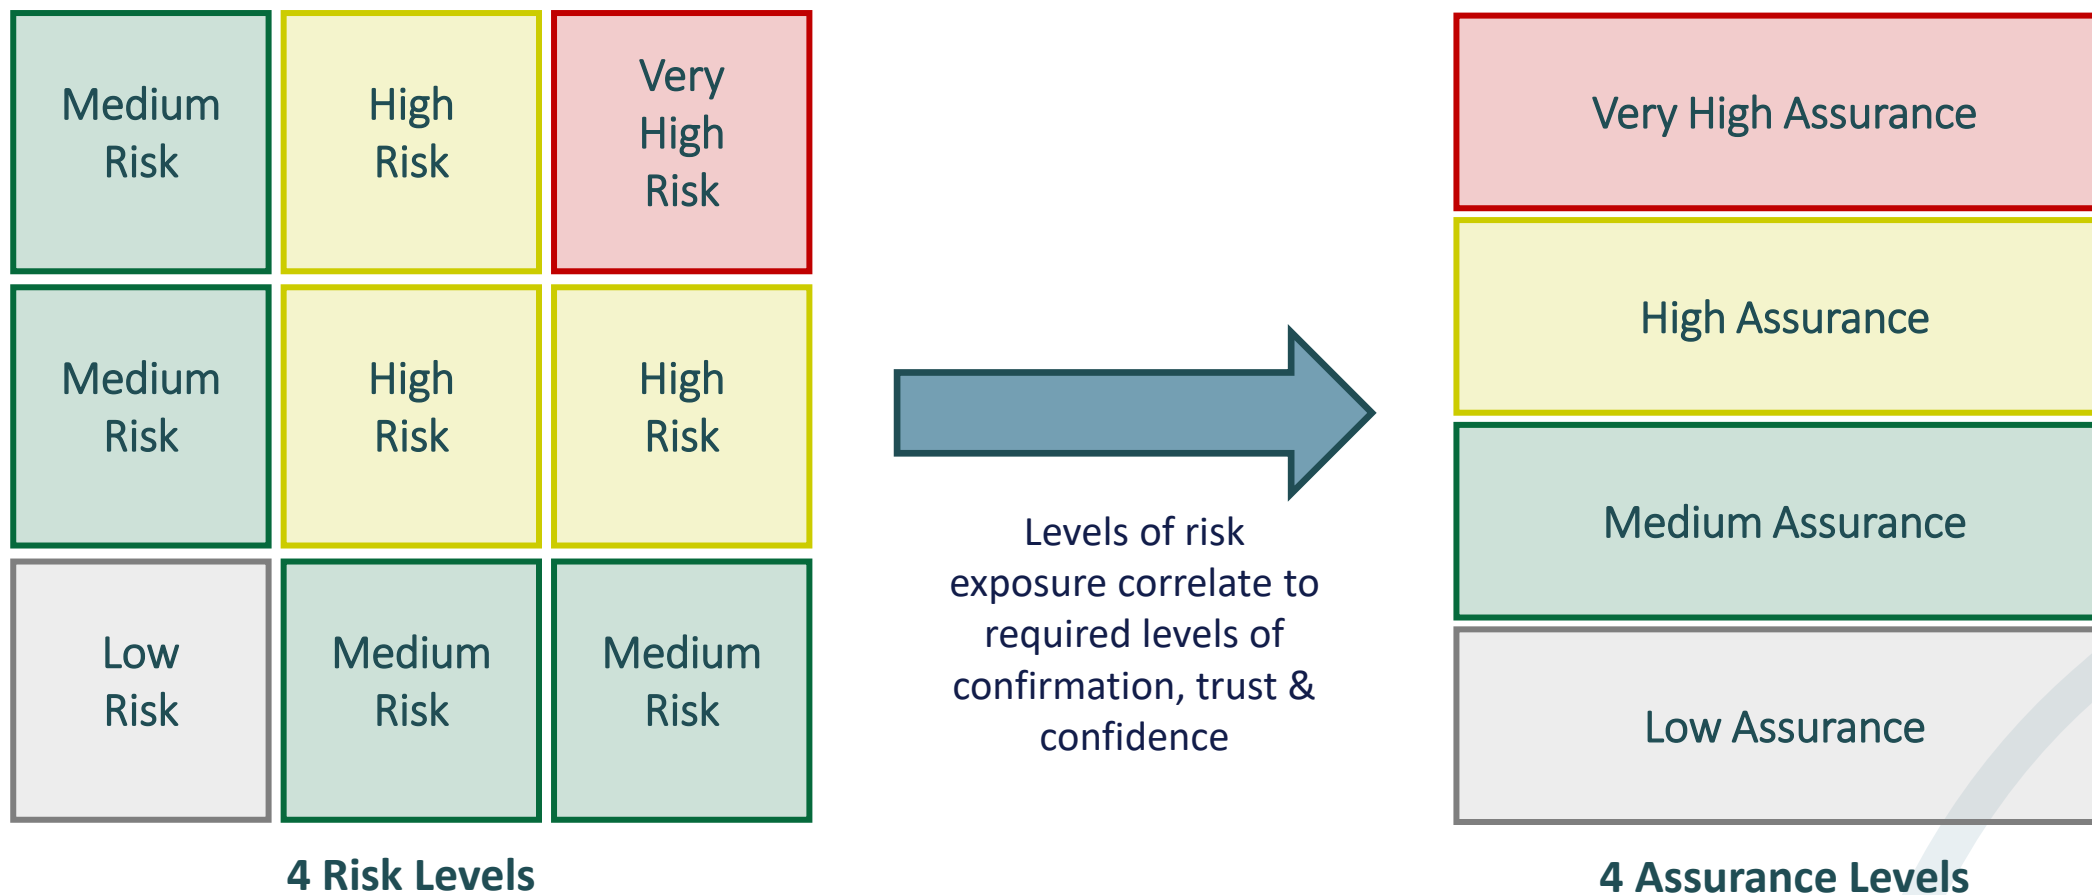 Medium
Risk
High
Risk
Very
High
Risk
Medium
Risk
High
Risk
High
Risk
Low
Risk
Medium
Risk
Medium
Risk
4 Risk Levels
Levels of risk
exposure correlate to
required levels of
confirmation, trust &
confidence
Very High Assurance
High Assurance
Medium Assurance
Low Assurance
4 Assurance Levels